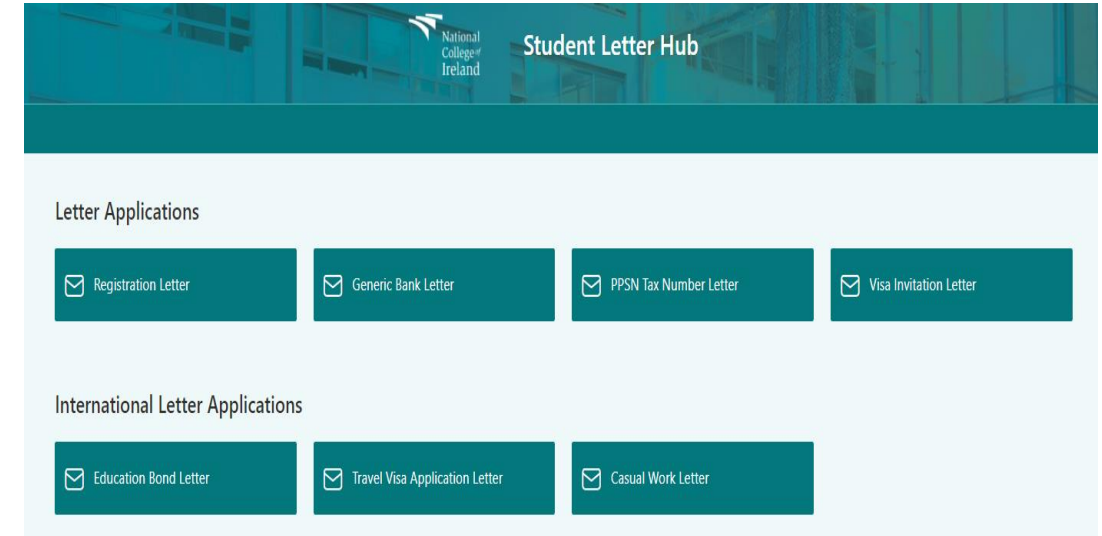 National
College of
Ireland
Student Letter Hub
Letter Applications
Registration Letter
Generic Bank Letter
PPSN Tax Number Letter
Visa Invitation Letter
International Letter Applications
Education Bond Letter
Travel Visa Application Letter
Casual Work Letter